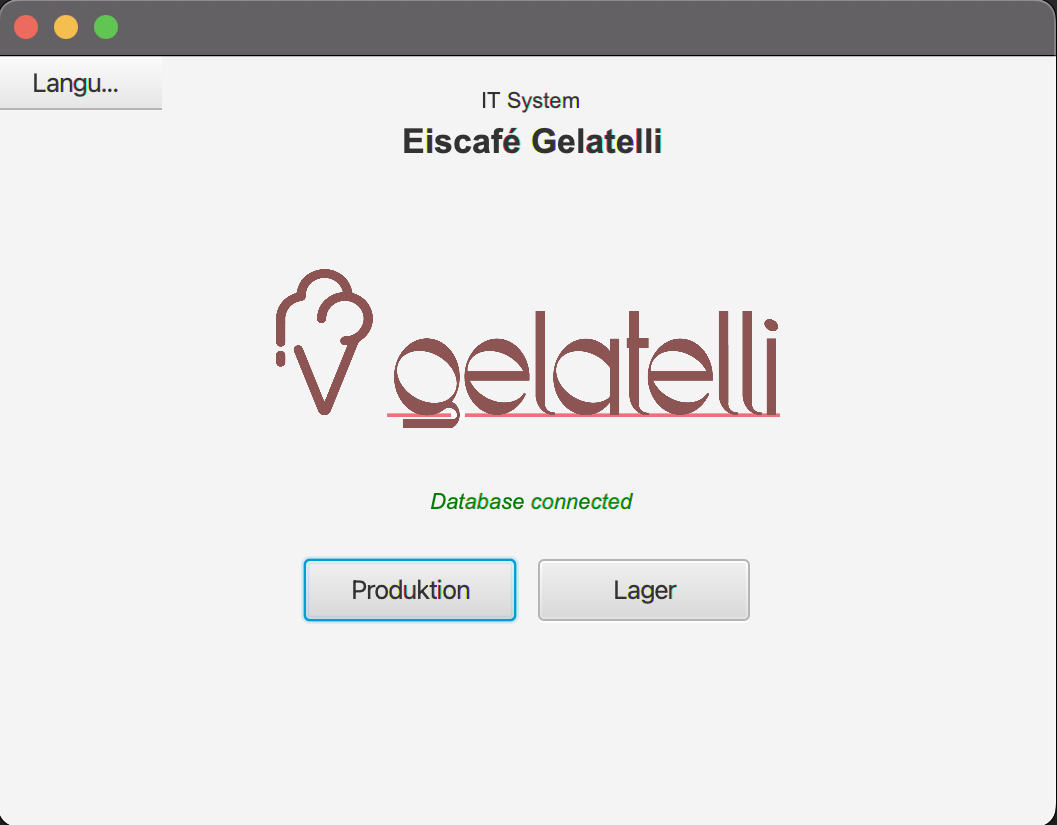 Langu...
IT System
Eiscafé Gelatelli
gelatelli
Database connected
Produktion
Lager